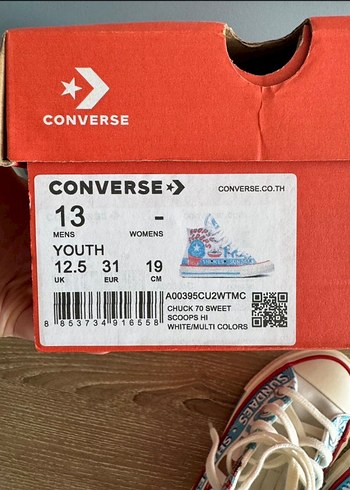 CONVERSE
CONVERSE
CONVERSE.CO.TH
13 -
MENS WOMENS
YOUTH
12.5 31 19
UK EUR CM
A00395CU2WTMC
CHUCK 70 SWEET
SCOOPS HI
WHITE/MULTI COLORS
8 853734 916558
SUNDAES